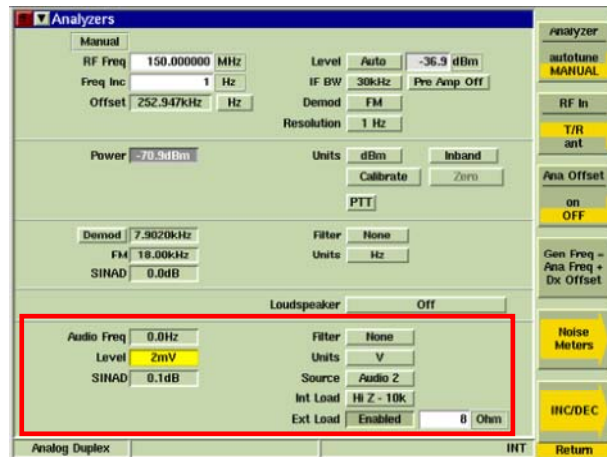 Analyzers
Manual
RF Freq 150.000000 MHz Level Auto -36.9 dBm
Freq Inc 1 Hz IF BW 30kHz Pre Amp Off
Offset 252.947kHz Hz Demod FM
Resolution 1 Hz
Power -70.9dBm Units dBm Inband
Calibrate Zero
PTT
Demod 7.9020kHz Filter None
FM 18.00kHz Units Hz
SINAD 0.0dB
Loudspeaker Off
Audio Freq 0.0Hz Filter None
Level 2mV Units V
SINAD 0.1dB Source Audio 2
Int Load Hi Z - 10k
Ext Load Enabled 8 Ohm
Analog Duplex INT
Analyzer
autotune
MANUAL
RF In
T/R
ant
Ana Offset
on
OFF
Gen Freq =
Ana Freq +
Dx Offset
Noise
Meters
INC/DEC
Return